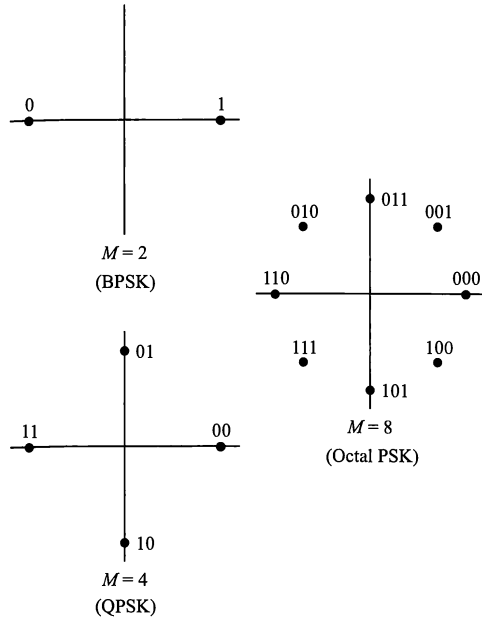 0 1
M = 2
(BPSK)
01
11 00
10
M = 4
(QPSK)
011
010 001
110 000
111 100
101
M = 8
(Octal PSK)